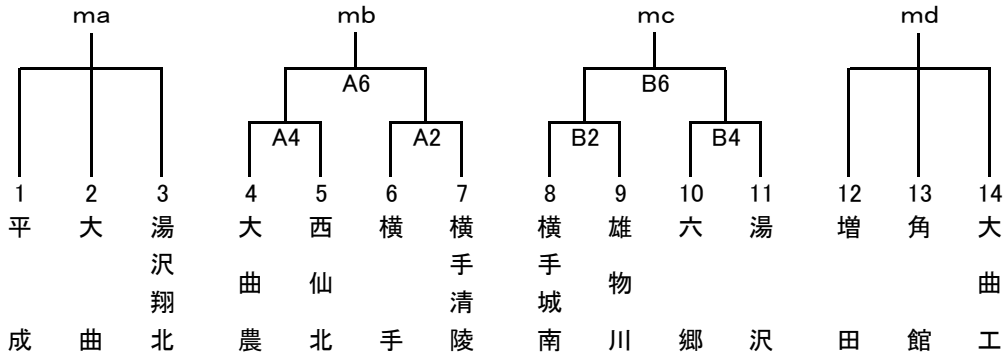 ma mb mc md
A6 B6
A4 A2 B2 B4
1 2 3 4 5 6 7 8 9 10 11 12 13 14
平成
大曲
湯沢翔北
大曲農
西仙北
横手
横手清陵
横手城南
雄物川
六郷
湯沢
増田
角館
大曲工